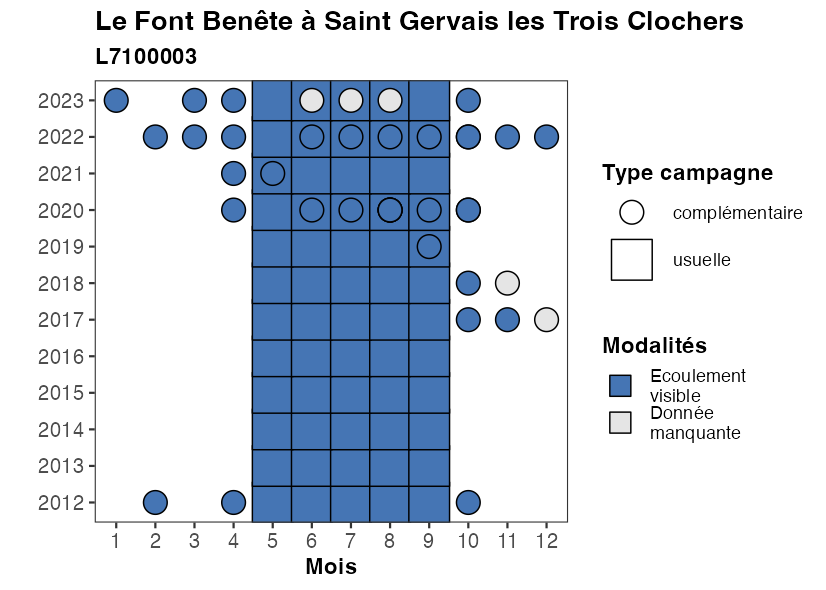 Le Font Benête à Saint Gervais les Trois Clochers
L7100003
2023
2022
2021
2020
2019
2018
2017
2016
2015
2014
2013
2012
1 2 3 4 5 6 7 8 9 10 11 12
Mois
Type campagne
complémentaire
usuelle
Modalités
Ecoulement
visible
Donnée
manquante